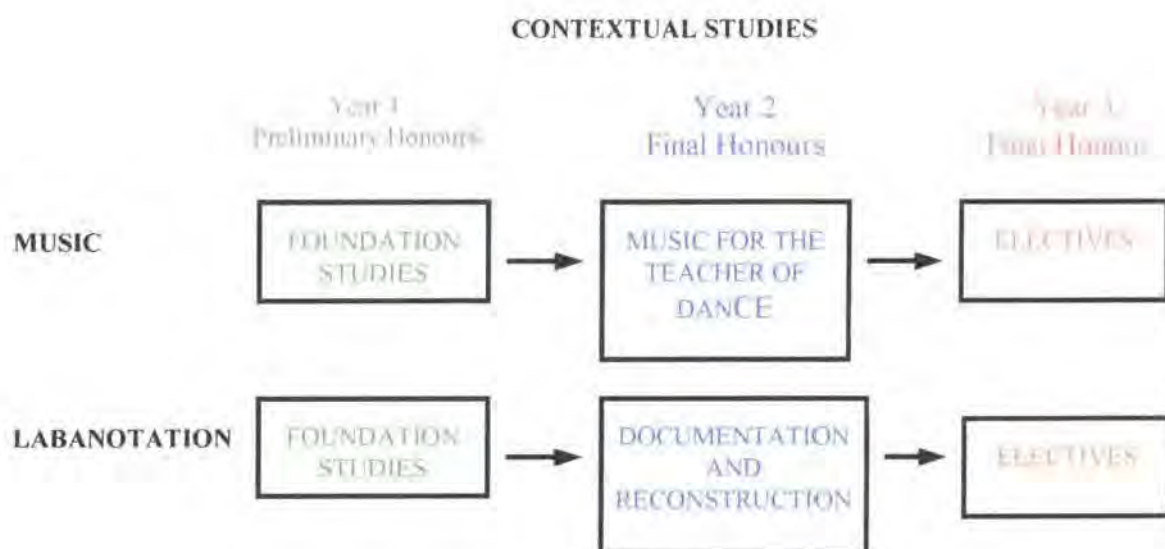 CONTEXTUAL STUDIES
Year 1
Preliminary Honours
Year 2
Final Honours
Year 3
Final Honours
MUSIC
FOUNDATION
STUDIES
MUSIC FOR THE
TEACHER OF
DANCE
ELECTIVES
LABANOTATION
FOUNDATION
STUDIES
DOCUMENTATION
AND
RECONSTRUCTION
ELECTIVES